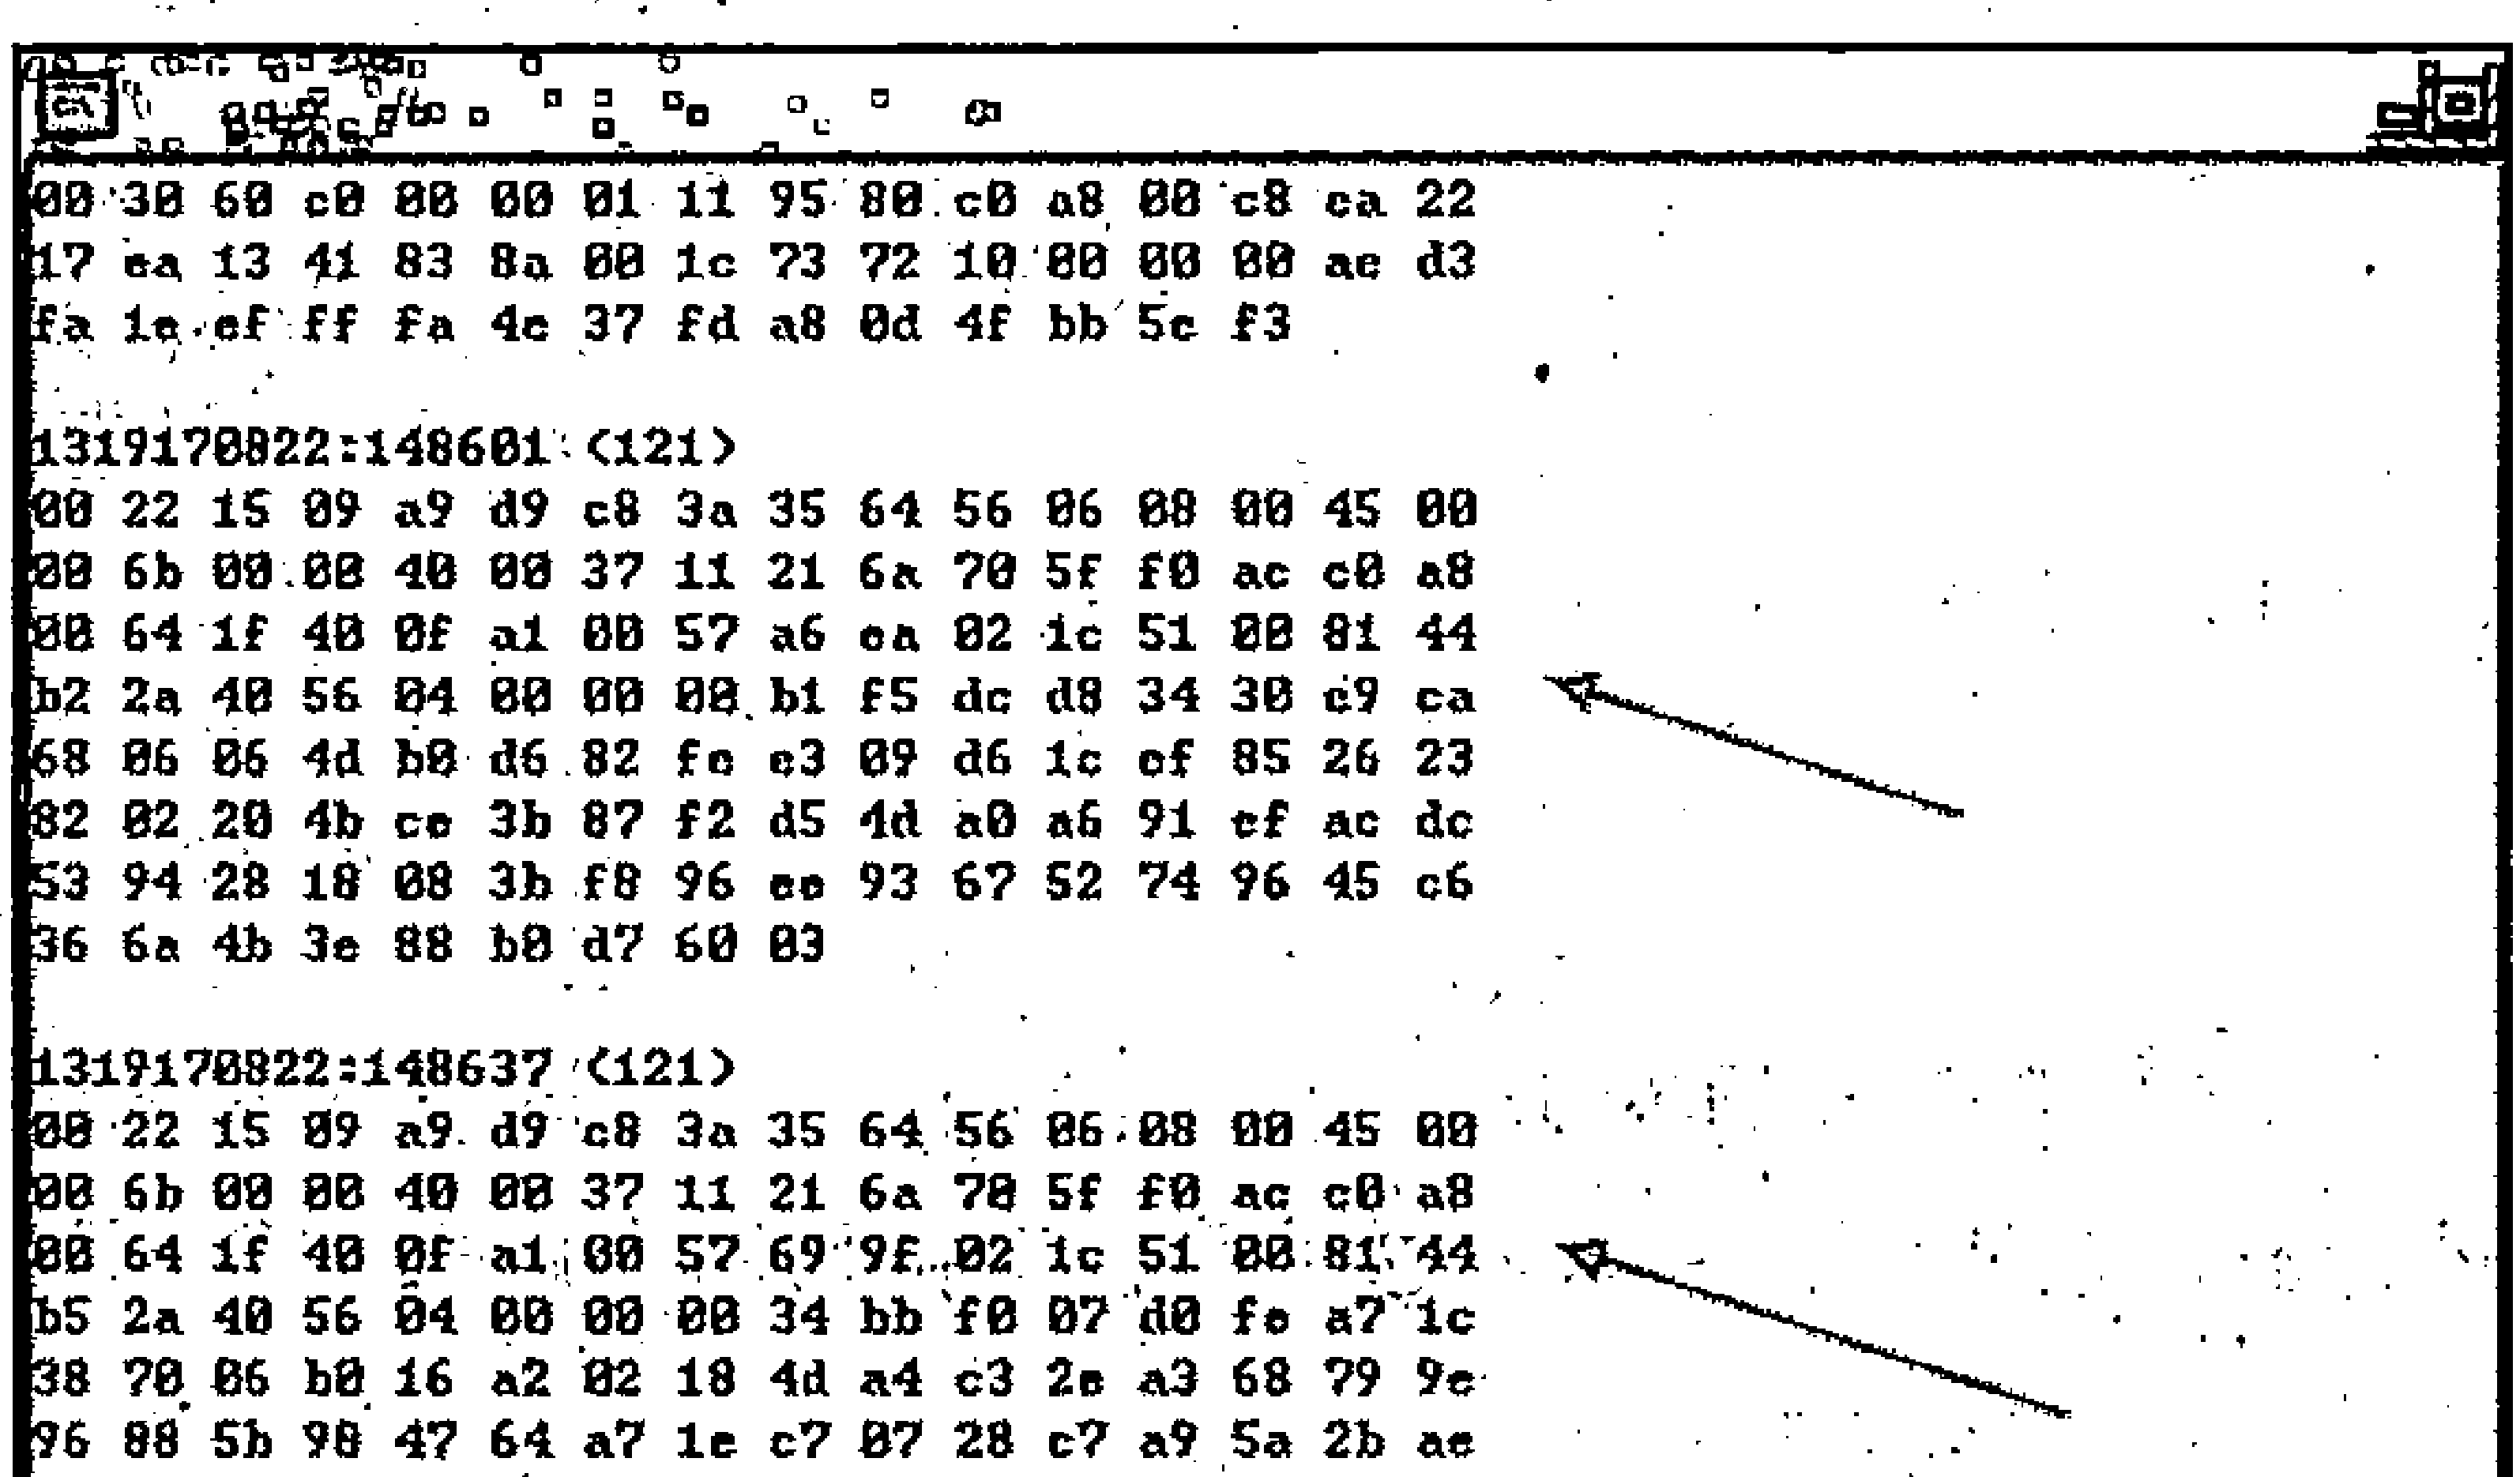 00 30 60 c0 00 00 01 11 95 80 c0 a8 00 c8 ca 22
17 ea 13 41 83 8a 00 1c 73 72 10 00 00 00 ae d3
fa 1e ef ff fa 4c 37 fd a8 0d 4f bb 5c f3
1319170822:148601 (121)
00 22 15 09 a9 d9 c8 3a 35 64 56 06 08 00 45 00
00 6b 00 00 40 00 37 11 21 6a 70 5f f0 ac c0 a8
00 64 1f 40 0f a1 00 57 a6 ea 02 1c 51 00 81 44
b2 2a 40 56 04 00 00 00 b1 f5 dc d8 34 30 c9 ca
68 06 06 4d b0 d6 82 fe e3 09 d6 1c ef 85 26 23
82 02 20 4b ce 3b 87 f2 d5 4d a0 a6 91 ef ac dc
53 94 28 18 08 3b f8 96 ee 93 67 52 74 96 45 c6
36 6a 4b 3e 88 b0 d7 60 03
1319170822:148637 (121)
00 22 15 09 a9 d9 c8 3a 35 64 56 06 08 00 45 00
00 6b 00 00 40 00 37 11 21 6a 70 5f f0 ac c0 a8
00 64 1f 40 0f a1 00 57 69 9f 02 1c 51 00 81 44
b5 2a 40 56 04 00 00 00 34 bb f0 07 d0 fe a7 1c
38 70 06 b0 16 a2 02 18 4d a4 c3 2e a3 68 79 9e
96 88 5b 98 47 64 a7 1e c7 07 28 c7 a9 5a 2b ae